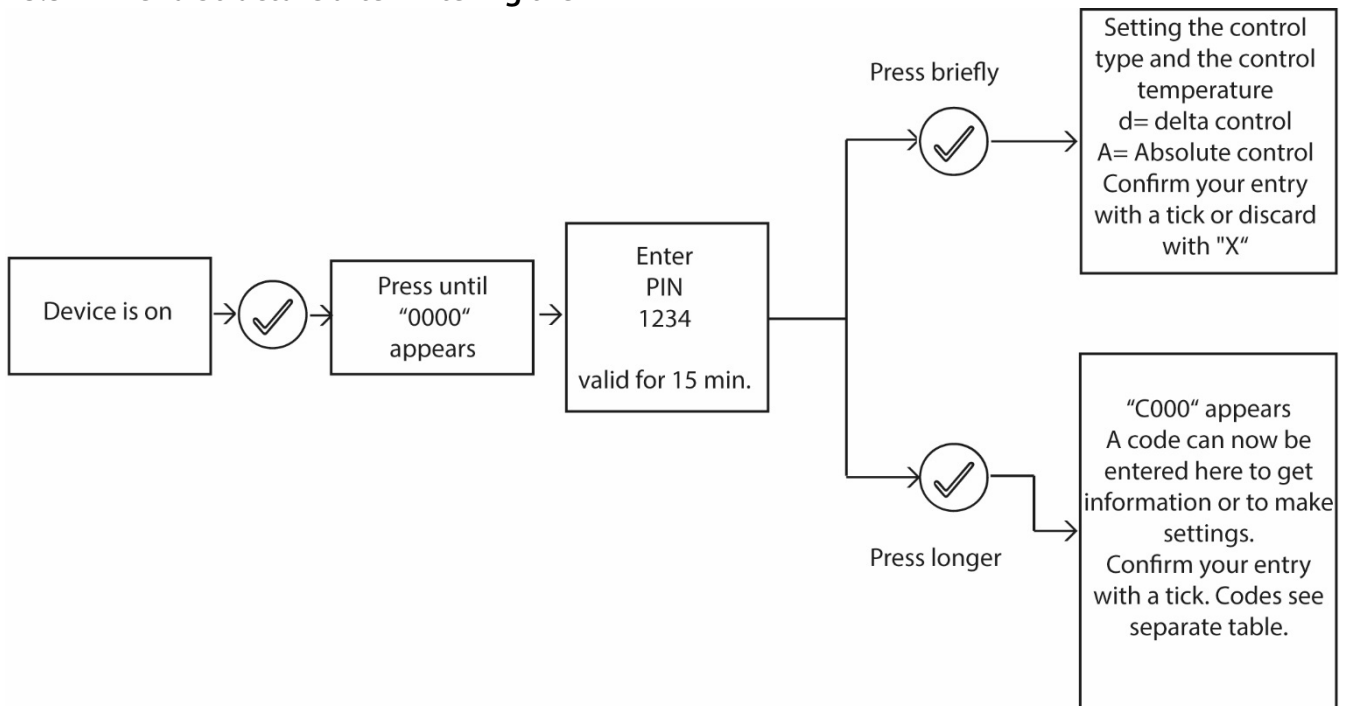 Device is on
Press until
“0000“
appears
Enter
PIN
1234
valid for 15 min.
Press briefly
Setting the control
type and the control
temperature
d= delta control
A= Absolute control
Confirm your entry
with a tick or discard
with "X“
Press longer
“C000“ appears
A code can now be
entered here to get
information or to make
settings.
Confirm your entry
with a tick. Codes see
separate table.